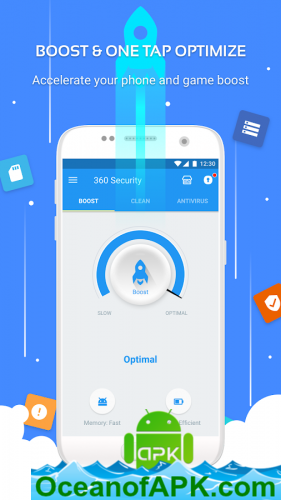 BOOST & ONE TAP OPTIMIZE
Accelerate your phone and game boost
12:30
360 Security
BOOST CLEAN ANTIVIRUS
Boost
SLOW OPTIMAL
Optimal
Memory: Fast Efficient
APK
OceanofAPK.com